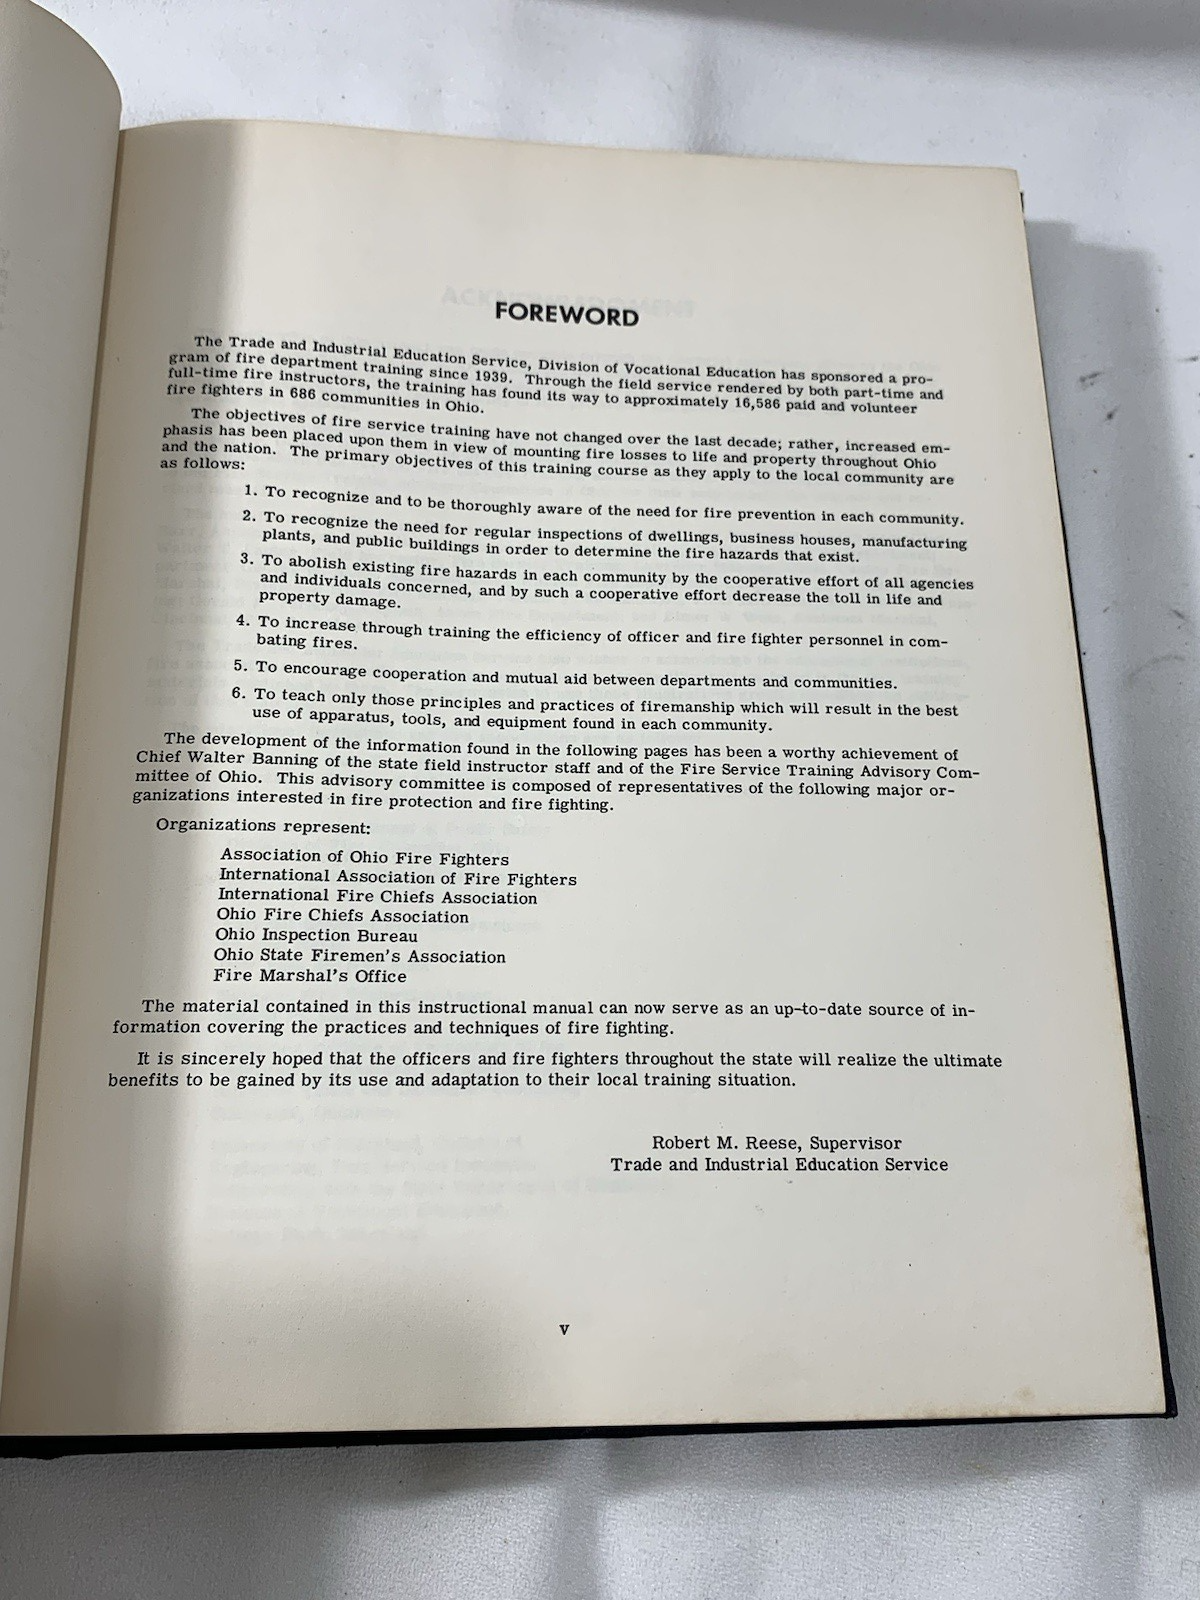 FOREWORD
The Trade and Industrial Education Service, Division of Vocational Education has sponsored a pro-
gram of fire department training since 1939. Through the field service rendered by both part-time and
full-time fire instructors, the training has found its way to approximately 16,586 paid and volunteer
fire fighters in 686 communities in Ohio.
The objectives of fire service training have not changed over the last decade; rather, increased em-
phasis has been placed upon them in view of mounting fire losses to life and property throughout Ohio
and the nation. The primary objectives of this training course as they apply to the local community are
as follows:
1. To recognize and to be thoroughly aware of the need for fire prevention in each community.
2. To recognize the need for regular inspections of dwellings, business houses, manufacturing
plants, and public buildings in order to determine the fire hazards that exist.
3. To abolish existing fire hazards in each community by the cooperative effort of all agencies
and individuals concerned, and by such a cooperative effort decrease the toll in life and
property damage.
4. To increase through training the efficiency of officer and fire fighter personnel in com-
bating fires.
5. To encourage cooperation and mutual aid between departments and communities.
6. To teach only those principles and practices of firemanship which will result in the best
use of apparatus, tools, and equipment found in each community.
The development of the information found in the following pages has been a worthy achievement of
Chief Walter Banning of the state field instructor staff and of the Fire Service Training Advisory Com-
mittee of Ohio. This advisory committee is composed of representatives of the following major or-
ganizations interested in fire protection and fire fighting.
Organizations represent:
Association of Ohio Fire Fighters
International Association of Fire Fighters
International Fire Chiefs Association
Ohio Fire Chiefs Association
Ohio Inspection Bureau
Ohio State Firemen's Association
Fire Marshal's Office
The material contained in this instructional manual can now serve as an up-to-date source of in-
formation covering the practices and techniques of fire fighting.
It is sincerely hoped that the officers and fire fighters throughout the state will realize the ultimate
benefits to be gained by its use and adaptation to their local training situation.
Robert M. Reese, Supervisor
Trade and Industrial Education Service
v